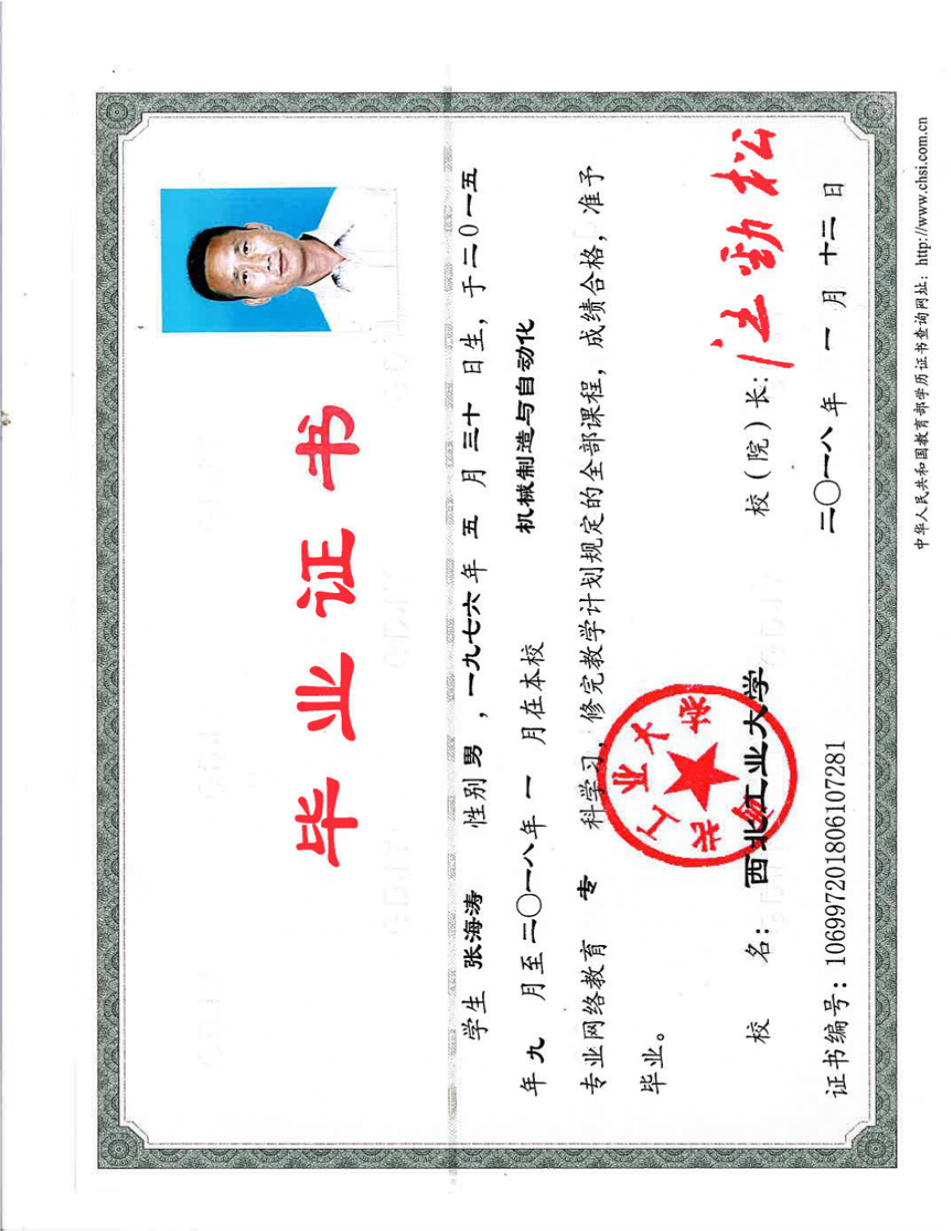 毕业证书
学生 张海涛 性别 男 ，一九七六年 五 月 三十 日生，于二〇一五
年 九 月至 二〇一八年 一 月在本校 机械制造与自动化
专业网络教育 专 科学习，修完教学计划规定的全部课程，成绩合格，准予
毕业。
校 名： 西北工业大学 校（院）长： 汪劲松
证书编号：106997201806107281 二〇一八年 一 月 十二 日
中华人民共和国教育部学历证书查询网址：http://www.chsi.com.cn